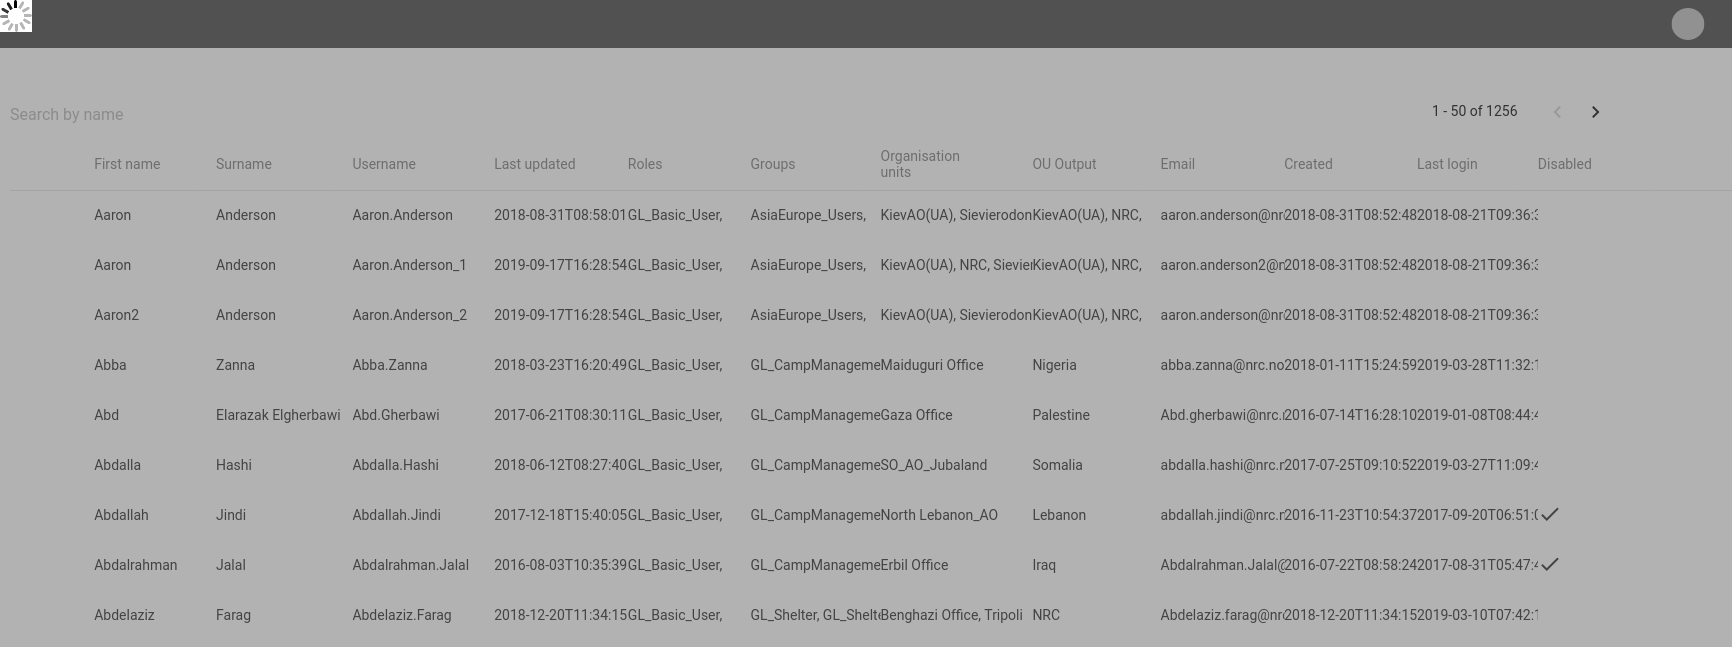 Search by name
1 - 50 of 1256
First name Surname Username Last updated Roles Groups Organisation units OU Output Email Created Last login Disabled
Aaron Anderson Aaron.Anderson 2018-08-31T08:58:01 GL_Basic_User, AsiaEurope_Users, KievAO(UA), Sievierodon KievAO(UA), NRC, aaron.anderson@nr 2018-08-31T08:52:48 2018-08-21T09:36:3
Aaron Anderson Aaron.Anderson_1 2019-09-17T16:28:54 GL_Basic_User, AsiaEurope_Users, KievAO(UA), NRC, Sievier KievAO(UA), NRC, aaron.anderson2@n 2018-08-31T08:52:48 2018-08-21T09:36:3
Aaron2 Anderson Aaron.Anderson_2 2019-09-17T16:28:54 GL_Basic_User, AsiaEurope_Users, KievAO(UA), Sievierodon KievAO(UA), NRC, aaron.anderson@nr 2018-08-31T08:52:48 2018-08-21T09:36:3
Abba Zanna Abba.Zanna 2018-03-23T16:20:49 GL_Basic_User, GL_CampManageme Maiduguri Office Nigeria abba.zanna@nrc.no 2018-01-11T15:24:59 2019-03-28T11:32:1
Abd Elarazak Elgherbawi Abd.Gherbawi 2017-06-21T08:30:11 GL_Basic_User, GL_CampManageme Gaza Office Palestine Abd.gherbawi@nrc. 2016-07-14T16:28:10 2019-01-08T08:44:4
Abdalla Hashi Abdalla.Hashi 2018-06-12T08:27:40 GL_Basic_User, GL_CampManageme SO_AO_Jubaland Somalia abdalla.hashi@nrc.n 2017-07-25T09:10:52 2019-03-27T11:09:4
Abdallah Jindi Abdallah.Jindi 2017-12-18T15:40:05 GL_Basic_User, GL_CampManageme North Lebanon_AO Lebanon abdallah.jindi@nrc.n 2016-11-23T10:54:37 2017-09-20T06:51:0
Abdalrahman Jalal Abdalrahman.Jalal 2016-08-03T10:35:39 GL_Basic_User, GL_CampManageme Erbil Office Iraq Abdalrahman.Jalal@ 2016-07-22T08:58:24 2017-08-31T05:47:4
Abdelaziz Farag Abdelaziz.Farag 2018-12-20T11:34:15 GL_Basic_User, GL_Shelter, GL_Shelte Benghazi Office, Tripoli NRC Abdelaziz.farag@nr 2018-12-20T11:34:15 2019-03-10T07:42:1